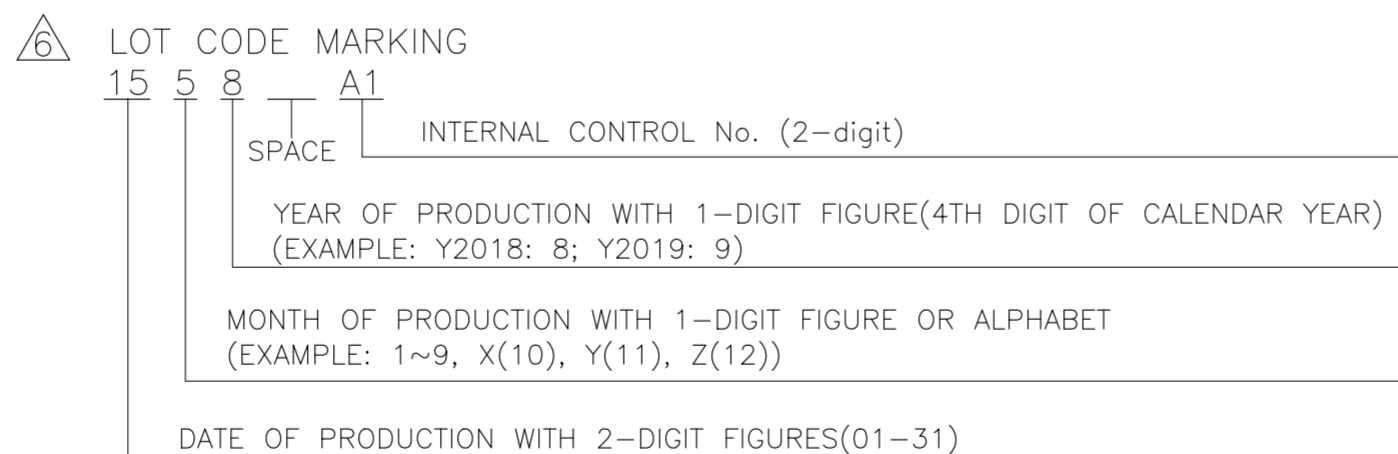 6 LOT CODE MARKING
15 5 8 A1
INTERNAL CONTROL No. (2-digit)
SPACE
YEAR OF PRODUCTION WITH 1-DIGIT FIGURE(4TH DIGIT OF CALENDAR YEAR)
(EXAMPLE: Y2018: 8; Y2019: 9)
MONTH OF PRODUCTION WITH 1-DIGIT FIGURE OR ALPHABET
(EXAMPLE: 1~9, X(10), Y(11), Z(12))
DATE OF PRODUCTION WITH 2-DIGIT FIGURES(01-31)